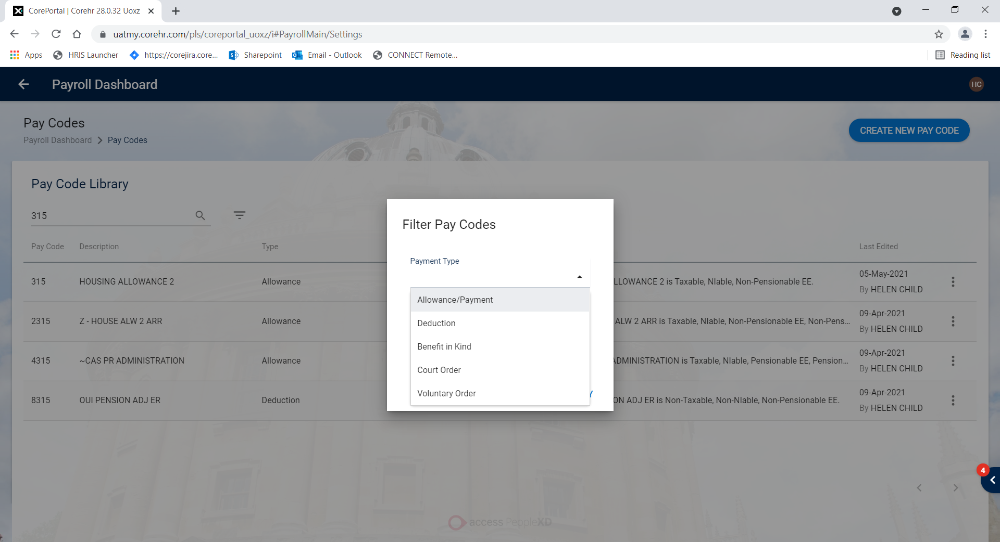 CorePortal | Corehr 28.0.32 Uoxz
uatmy.corehr.com/pls/coreportal_uoxz/i#PayrollMain/Settings
Apps HRIS Launcher https://corejira.core... Sharepoint Email - Outlook CONNECT Remote... Reading list
Payroll Dashboard HC
Pay Codes
Payroll Dashboard Pay Codes
CREATE NEW PAY CODE
Pay Code Library
315
Pay Code Description Type Last Edited
315 HOUSING ALLOWANCE 2 Allowance LLOWANCE 2 is Taxable, NIable, Non-Pensionable EE. 05-May-2021
By HELEN CHILD
2315 Z - HOUSE ALW 2 ARR Allowance ALW 2 ARR is Taxable, NIable, Non-Pensionable EE, Non-Pens... 09-Apr-2021
By HELEN CHILD
4315 ~CAS PR ADMINISTRATION Allowance ADMINISTRATION is Taxable, NIable, Pensionable EE, Pension... 09-Apr-2021
By HELEN CHILD
8315 OUI PENSION ADJ ER Deduction ON ADJ ER is Non-Taxable, Non-NIable, Non-Pensionable EE. 09-Apr-2021
By HELEN CHILD
Filter Pay Codes
Payment Type
Allowance/Payment
Deduction
Benefit in Kind
Court Order
Voluntary Order
Y
4
access PeopleXD